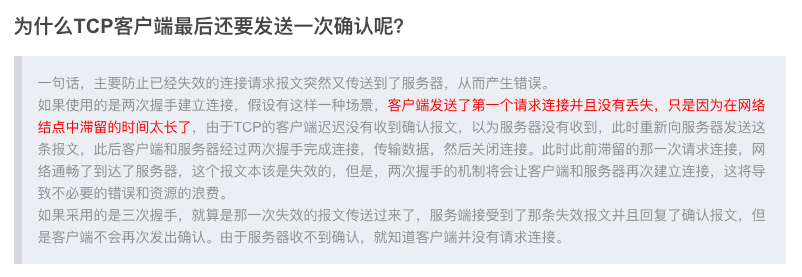 为什么TCP客户端最后还要发送一次确认呢？
一句话，主要防止已经失效的连接请求报文突然又传送到了服务器，从而产生错误。
如果使用的是两次握手建立连接，假设有这样一种场景，客户端发送了第一个请求连接并且没有丢失，只是因为在网络
结点中滞留的时间太长了，由于TCP的客户端迟迟没有收到确认报文，以为服务器没有收到，此时重新向服务器发送这
条报文，此后客户端和服务器经过两次握手完成连接，传输数据，然后关闭连接。此时此前滞留的那一次请求连接，网
络通畅了到达了服务器，这个报文本该是失效的，但是，两次握手的机制将会让客户端和服务器再次建立连接，这将导
致不必要的错误和资源的浪费。
如果采用的是三次握手，就算是那一次失效的报文传送过来了，服务端接受到了那条失效报文并且回复了确认报文，但
是客户端不会再次发出确认。由于服务器收不到确认，就知道客户端并没有请求连接。